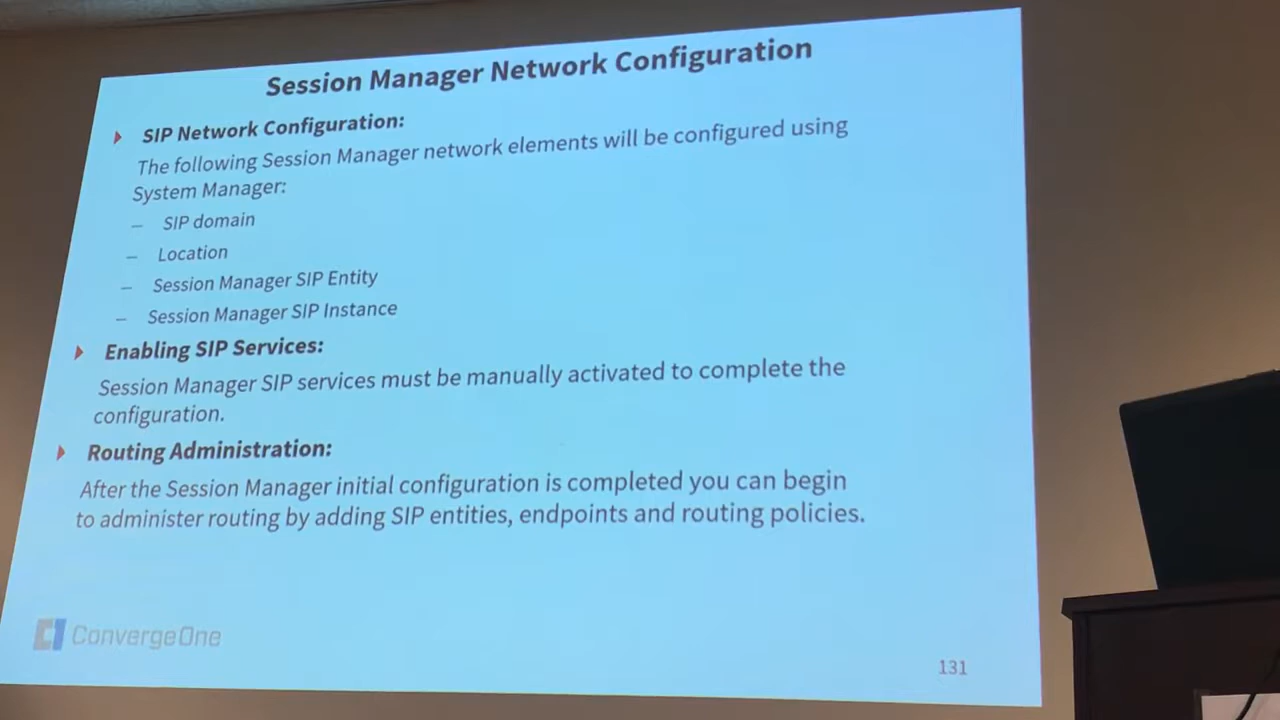 Session Manager Network Configuration
SIP Network Configuration:
The following Session Manager network elements will be configured using
System Manager:
– SIP domain
– Location
– Session Manager SIP Entity
– Session Manager SIP Instance
Enabling SIP Services:
Session Manager SIP services must be manually activated to complete the
configuration.
Routing Administration:
After the Session Manager initial configuration is completed you can begin
to administer routing by adding SIP entities, endpoints and routing policies.
ConvergeOne
131